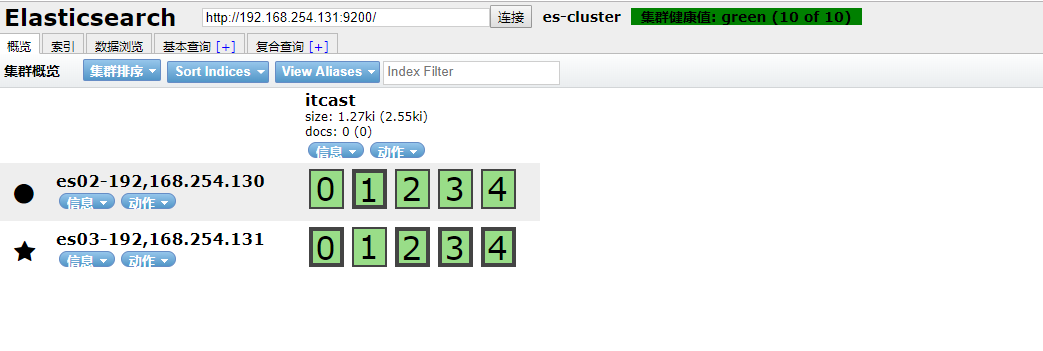 Elasticsearch http://192.168.254.131:9200/ 连接 es-cluster 集群健康值: green (10 of 10)
概览 索引 数据浏览 基本查询 [+] 复合查询 [+]
集群概览 集群排序 Sort Indices View Aliases Index Filter
itcast
size: 1.27ki (2.55ki)
docs: 0 (0)
信息 动作
es02-192,168.254.130 0 1 2 3 4
信息 动作
es03-192,168.254.131 0 1 2 3 4
信息 动作